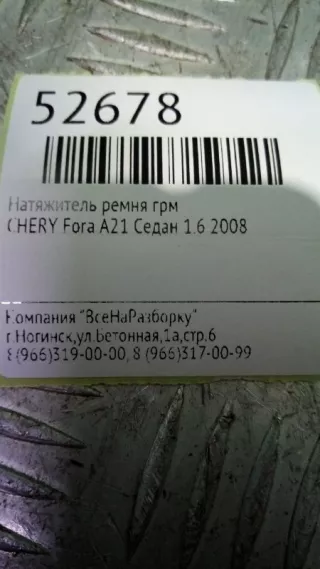 52678
Натяжитель ремня грм
CHERY Fora A21 Седан 1.6 2008
Компания "ВсеНаРазборку"
г.Ногинск,ул.Бетонная,1а,стр.6
8 (966)319-00-00, 8 (966)317-00-99